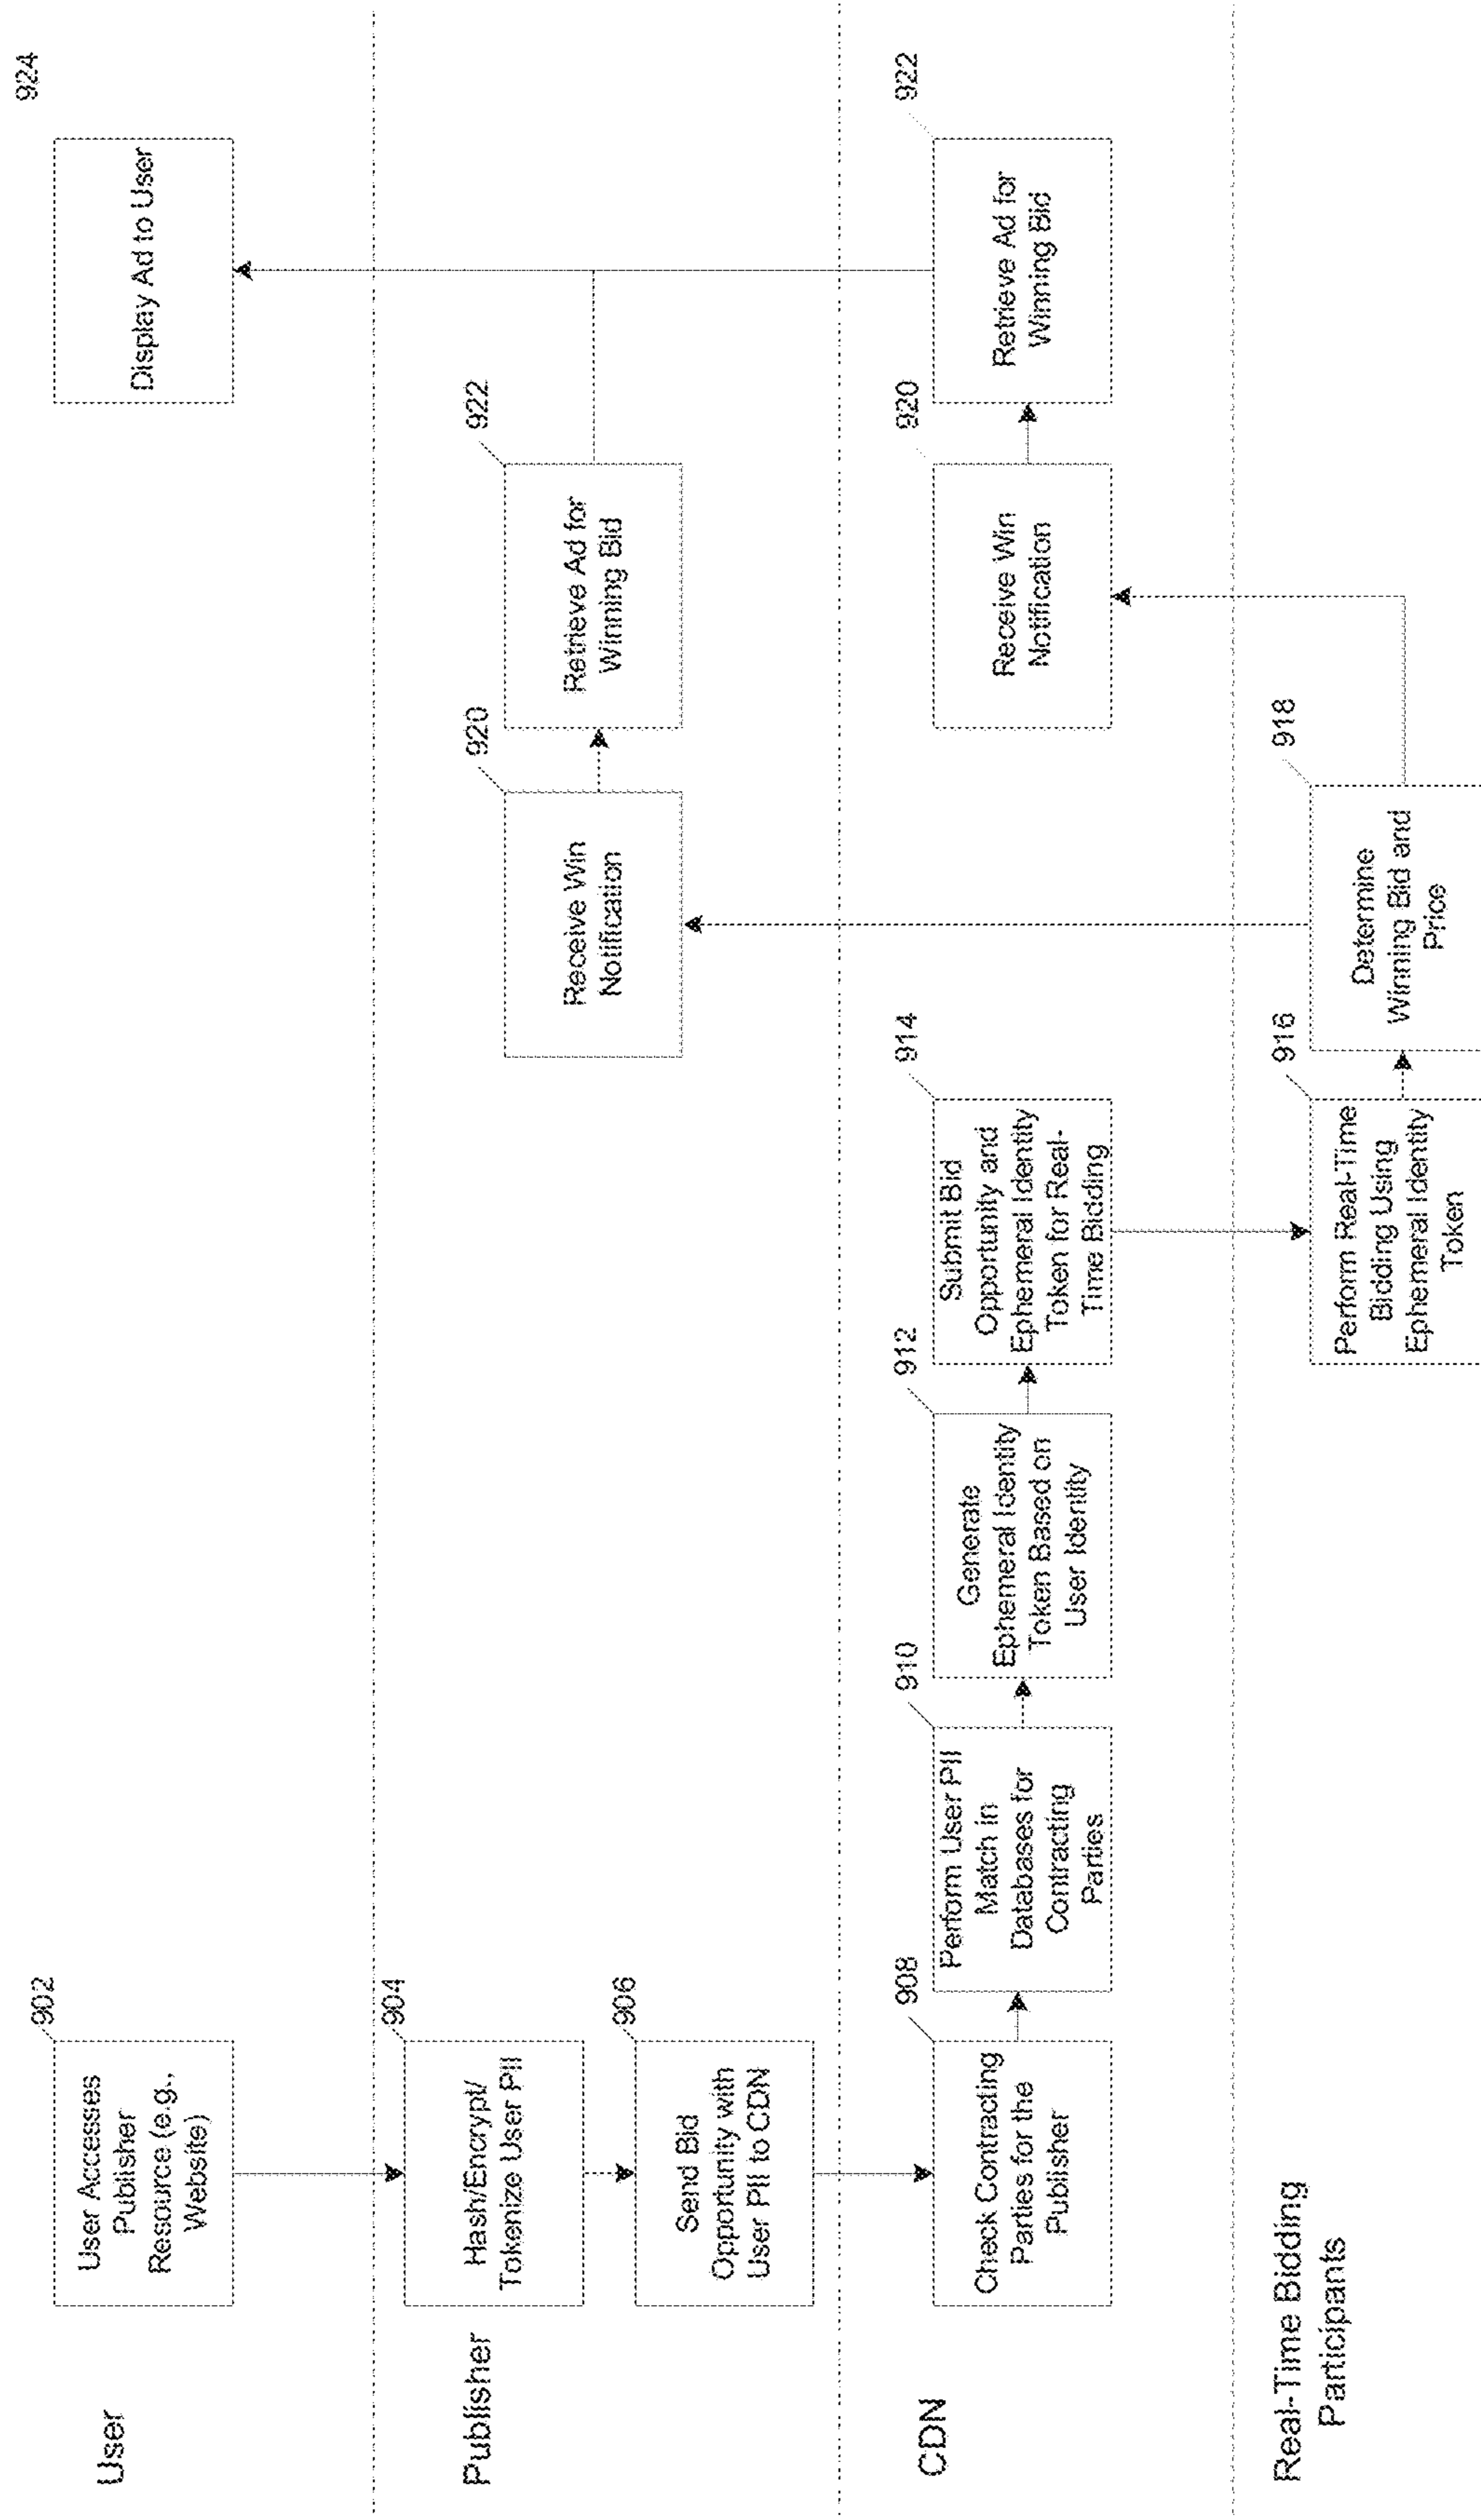 User
902
User Accesses
Publisher
Resource (e.g.,
Website)
924
Display Ad to User
Publisher
904
Hash/Encrypt/
Tokenize User PII
906
Send Bid
Opportunity with
User PII to CDN
920
Receive Win
Notification
922
Retrieve Ad for
Winning Bid
CDN
908
Check Contracting
Parties for the
Publisher
910
Perform User PII
Match in
Databases for
Contracting
Parties
912
Generate
Ephemeral Identity
Token Based on
User Identity
914
Submit Bid
Opportunity and
Ephemeral Identity
Token for Real-
Time Bidding
920
Receive Win
Notification
922
Retrieve Ad for
Winning Bid
Real-Time Bidding
Participants
916
Perform Real-Time
Bidding Using
Ephemeral Identity
Token
918
Determine
Winning Bid and
Price